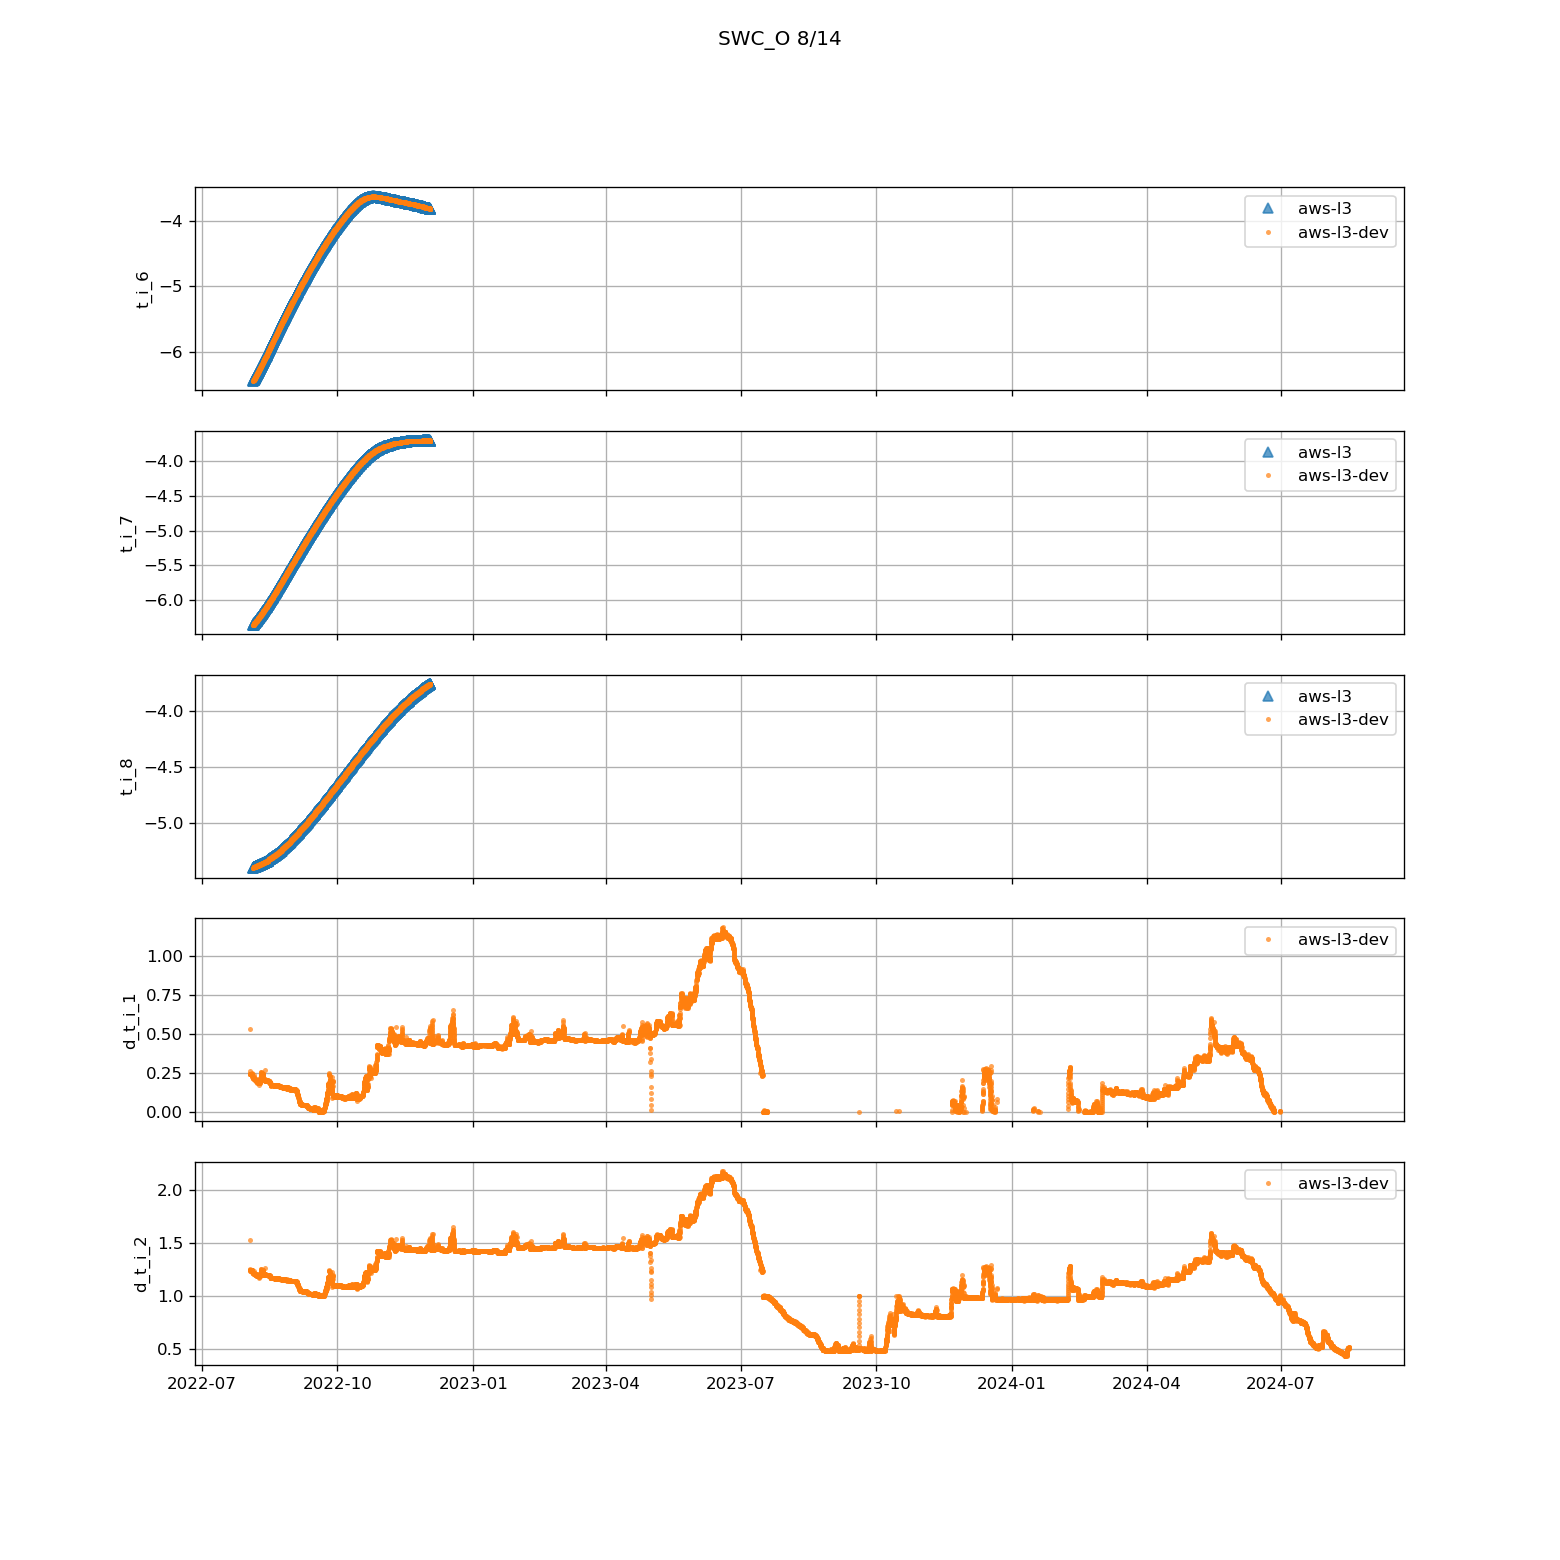 SWC_O 8/14
t_i_6
−4
−5
−6
aws-l3
aws-l3-dev
t_i_7
−4.0
−4.5
−5.0
−5.5
−6.0
aws-l3
aws-l3-dev
t_i_8
−4.0
−4.5
−5.0
aws-l3
aws-l3-dev
d_t_i_1
1.00
0.75
0.50
0.25
0.00
aws-l3-dev
d_t_i_2
2.0
1.5
1.0
0.5
aws-l3-dev
2022-07 2022-10 2023-01 2023-04 2023-07 2023-10 2024-01 2024-04 2024-07